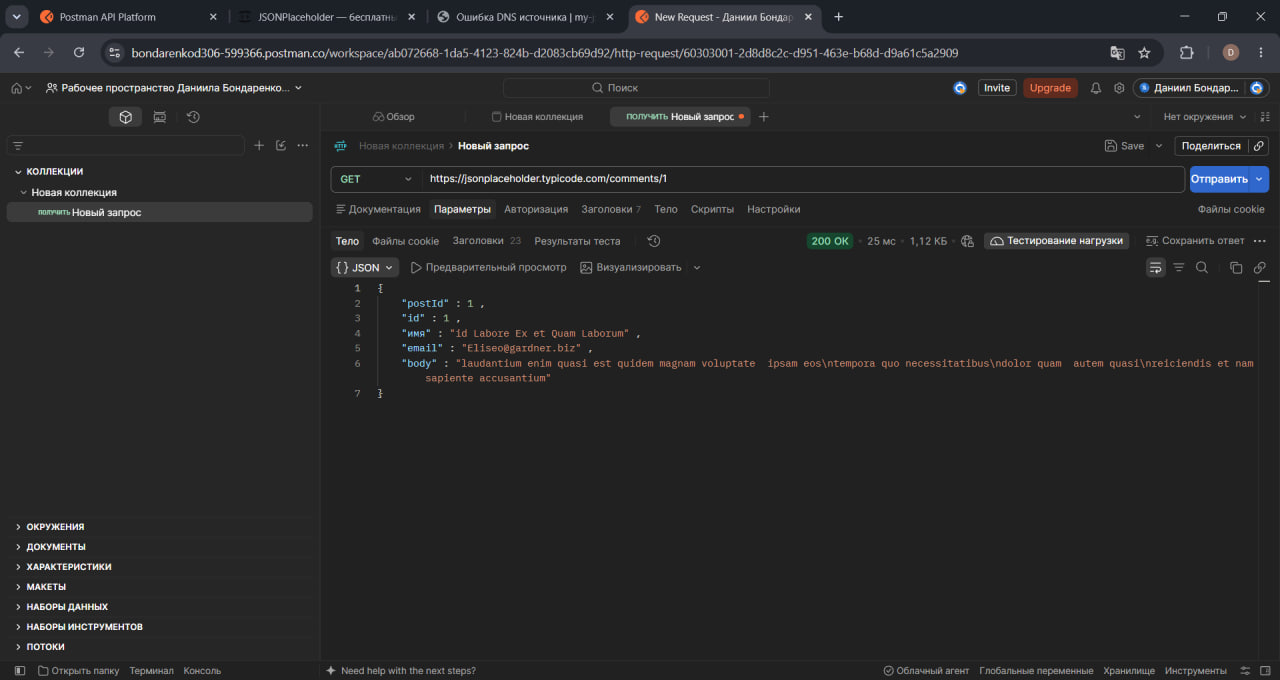 Postman API Platform
JSONPlaceholder — бесплатны
Ошибка DNS источника | my-j
New Request - Даниил Бондар
bondarenkod306-599366.postman.co/workspace/ab072668-1da5-4123-824b-d2083cb69d92/http-request/60303001-2d8d8c2c-d951-463e-b68d-d9a61c5a2909
D
Рабочее пространство Даниила Бондаренко...
Поиск
Invite
Upgrade
Даниил Бондар...
Обзор
Новая коллекция
ПОЛУЧИТЬ Новый запрос
Нет окружения
HTTP Новая коллекция > Новый запрос
Save
Поделиться
КОЛЛЕКЦИИ
Новая коллекция
ПОЛУЧИТЬ Новый запрос
GET
https://jsonplaceholder.typicode.com/comments/1
Отправить
Документация Параметры Авторизация Заголовки 7 Тело Скрипты Настройки Файлы cookie
Тело Файлы cookie Заголовки 23 Результаты теста
200 OK • 25 мс • 1,12 КБ •
Тестирование нагрузки
e.g. Сохранить ответ
{} JSON
Предварительный просмотр
Визуализировать
1 {
2 "postId" : 1 ,
3 "id" : 1 ,
4 "имя" : "id Labore Ex et Quam Laborum" ,
5 "email" : "Eliseo@gardner.biz" ,
6 "body" : "laudantium enim quasi est quidem magnam voluptate  ipsam eos\ntempora quo necessitatibus\ndolor quam  autem quasi\nreiciendis et nam
sapiente accusantium"
7 }
ОКРУЖЕНИЯ
ДОКУМЕНТЫ
ХАРАКТЕРИСТИКИ
МАКЕТЫ
НАБОРЫ ДАННЫХ
НАБОРЫ ИНСТРУМЕНТОВ
ПОТОКИ
Открыть папку Терминал Консоль
Need help with the next steps?
Облачный агент Глобальные переменные Хранилище Инструменты